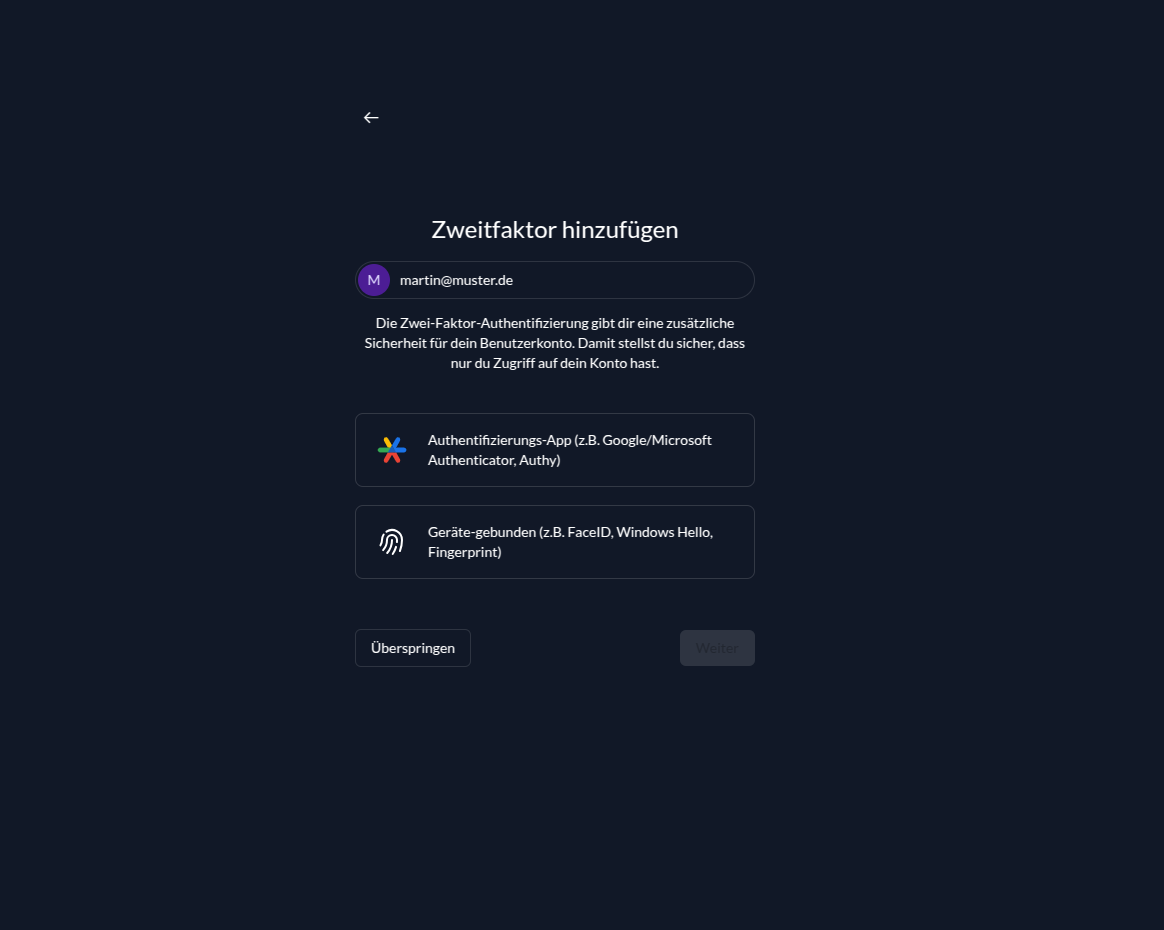 Zweitfaktor hinzufügen
M martin@muster.de
Die Zwei-Faktor-Authentifizierung gibt dir eine zusätzliche
Sicherheit für dein Benutzerkonto. Damit stellst du sicher, dass
nur du Zugriff auf dein Konto hast.
Authentifizierungs-App (z.B. Google/Microsoft
Authenticator, Authy)
Geräte-gebunden (z.B. FaceID, Windows Hello,
Fingerprint)
Überspringen Weiter